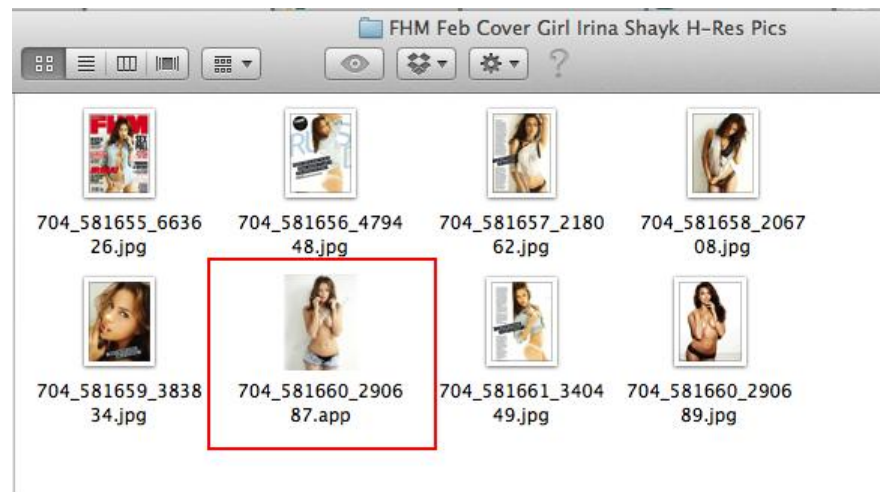 FHM Feb Cover Girl Irina Shayk H-Res Pics
?
FHM
704_581655_6636
26.jpg
704_581656_4794
48.jpg
704_581657_2180
62.jpg
704_581658_2067
08.jpg
704_581659_3838
34.jpg
704_581660_2906
87.app
704_581661_3404
49.jpg
704_581660_2906
89.jpg